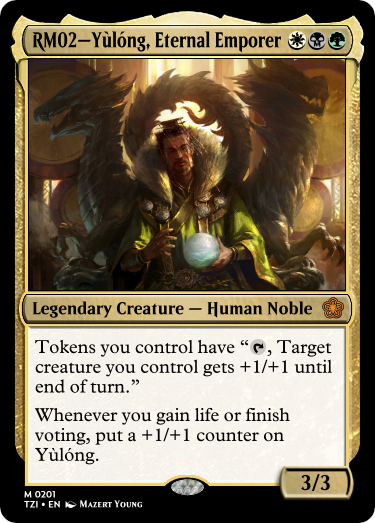 RM02–Yùlóng, Eternal Emporer
Legendary Creature — Human Noble
Tokens you control have “, Target
creature you control gets +1/+1 until
end of turn.”
Whenever you gain life or finish
voting, put a +1/+1 counter on
Yùlóng.
3/3
M 0201
TZI • EN Mazert Young